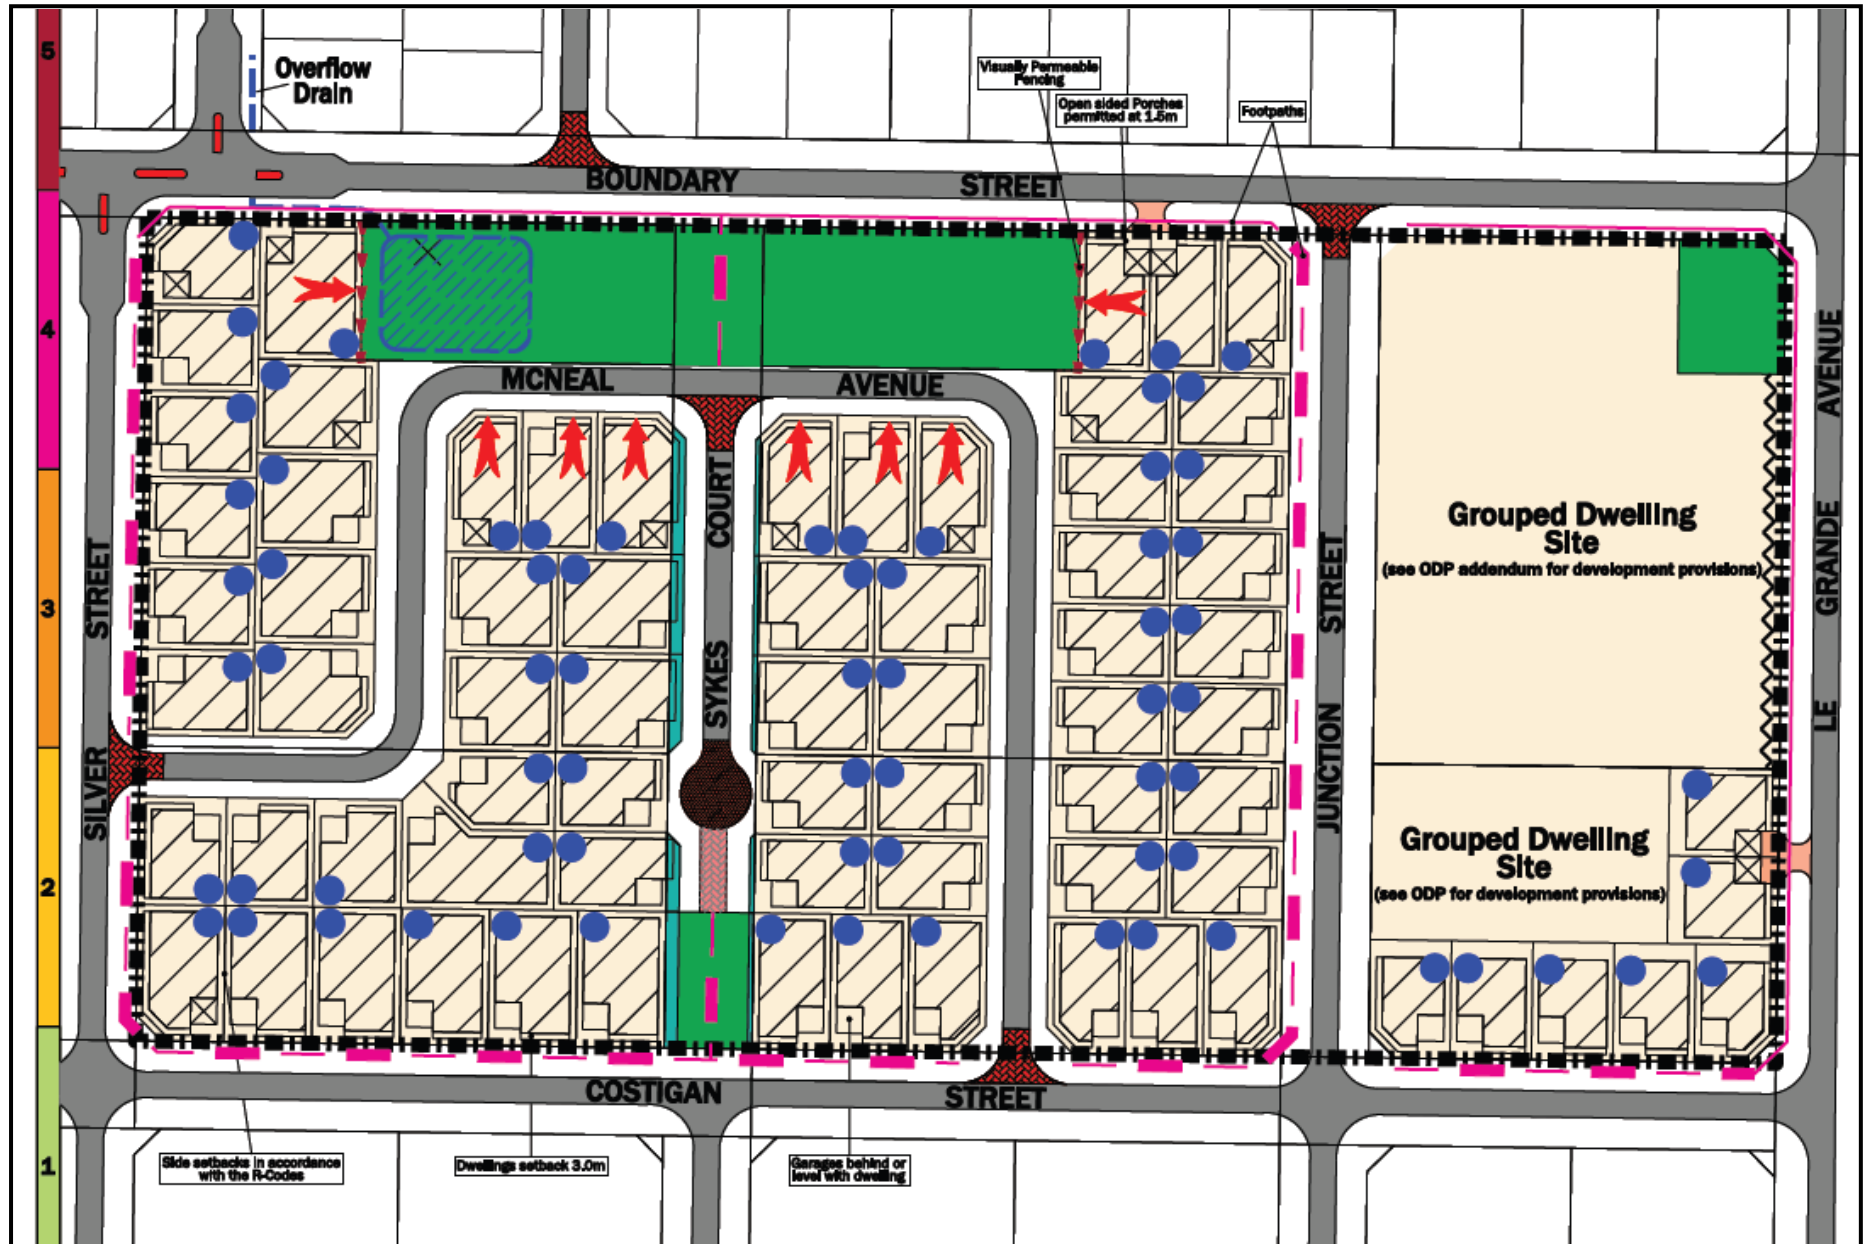 5
4
3
2
1
Overflow
Drain
Visually Permeable
Fencing
Open sided Porches
permitted at 1.5m
Footpaths
BOUNDARY STREET
MCNEAL AVENUE
SILVER STREET
SYKES COURT
JUNCTION STREET
LE GRANDE AVENUE
Grouped Dwelling
Site
(see ODP addendum for development provisions)
Grouped Dwelling
Site
(see ODP for development provisions)
COSTIGAN STREET
Side setbacks in accordance
with the R-Codes
Dwellings setback 3.0m
Garages behind or
level with dwelling